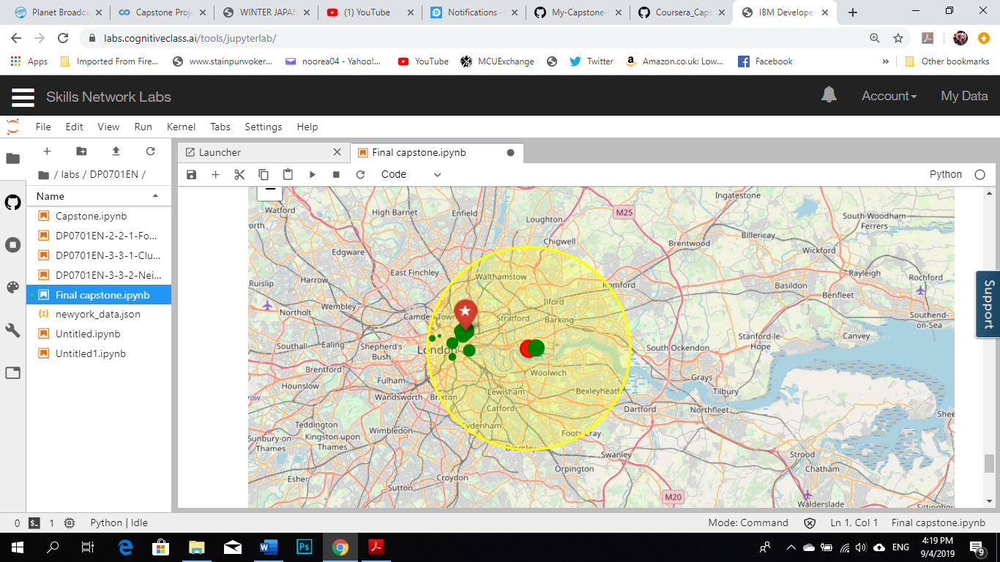 Planet Broadca
Capstone Proje
WINTER JAPAN
(1) YouTube
Notifications -
My-Capstone-
Coursera_Caps
IBM Develope
labs.cognitiveclass.ai/tools/jupyterlab/
Apps
Imported From Fire...
www.stainpurwoker...
noorea04 - Yahoo!...
YouTube
MCUExchange
Twitter
Amazon.co.uk: Low...
Facebook
»
Other bookmarks
Skills Network Labs
Account
My Data
File Edit View Run Kernel Tabs Settings Help
/ labs / DP0701EN /
Name
Capstone.ipynb
DP0701EN-2-2-1-Fo...
DP0701EN-3-3-1-Clu...
DP0701EN-3-3-2-Nei...
Final capstone.ipynb
newyork_data.json
Untitled.ipynb
Untitled1.ipynb
Launcher
Final capstone.ipynb
Code
Python
Watford
High Barnet
Enfield
Loughton
M25
Ingatestone
South Woodham
Ferrers
orth
Chigwell
Brentwood
Billericay
Wickford
Edgware
Rayleigh
Rochford
East Finchley
Walthamstow
Romford
Basildon
Ruislip
Harrow
Wembley
Ilford
Benfleet
Northolt
Camden Town
Stratford
Barking
Southend-
on-Sea
Southall
Ealing
Shepherd's
Bush
London
South Ockendon
Stanford-le-
Hope
Canvey
Brentford
Fulham
Woolwich
Grays
Hounslow
Wandsworth
Brixton
Lewisham
Bexleyheath
Tilbury
row
Catford
Dartford
Northfleet
Teddington
Wimbledon
Sydenham
Sunbury-on-
Thames
Kingston upon
Thames
Foots Cray
Bromley
Swanley
Strood
Orpington
Chatham
Esher
Croydon
Sutton
M20
Walderslade
Sittingbour
Support
0
$_
1
Python | Idle
Mode: Command
Ln 1, Col 1
Final capstone.ipynb
ENG
4:19 PM
9/4/2019
9